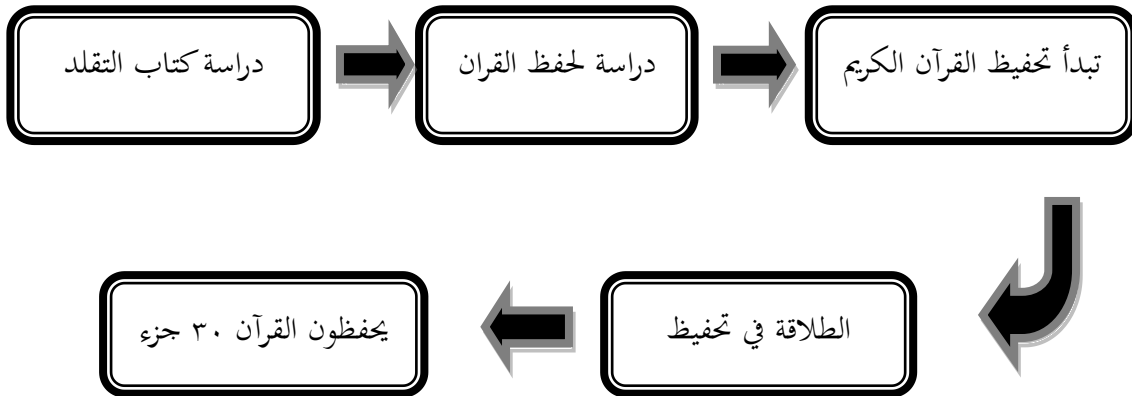 دراسة كتاب التقلد
دراسة لحفظ القران
تبدأ تحفيظ القرآن الكريم
الطلاقة في تحفيظ
يحفظون القرآن ٣٠ جزء